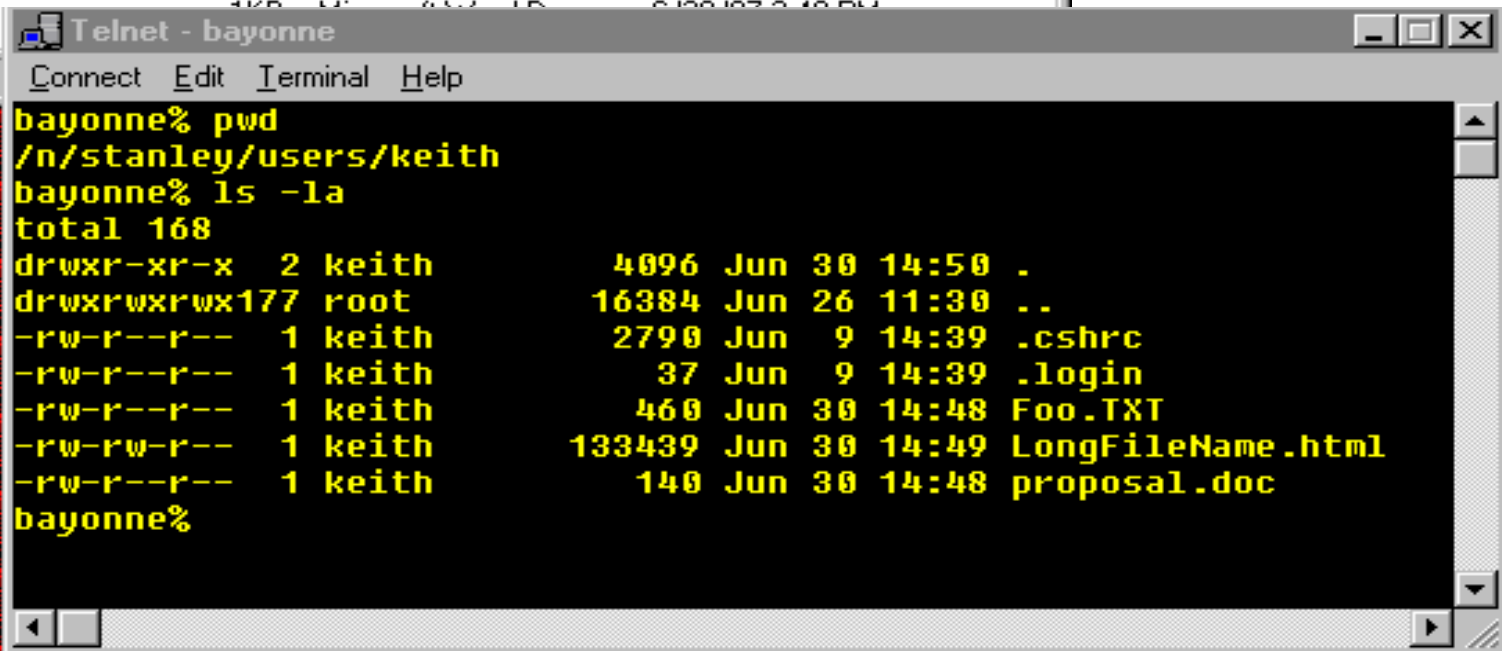 Telnet - bayonne
Connect Edit Terminal Help
bayonne% pwd
/n/stanley/users/keith
bayonne% ls -la
total 168
drwxr-xr-x  2 keith        4096 Jun 30 14:50 .
drwxrwxrwx177 root        16384 Jun 26 11:30 ..
-rw-r--r--  1 keith        2790 Jun  9 14:39 .cshrc
-rw-r--r--  1 keith          37 Jun  9 14:39 .login
-rw-r--r--  1 keith         460 Jun 30 14:48 Foo.TXT
-rw-rw-r--  1 keith      133439 Jun 30 14:49 LongFileName.html
-rw-r--r--  1 keith         140 Jun 30 14:48 proposal.doc
bayonne%